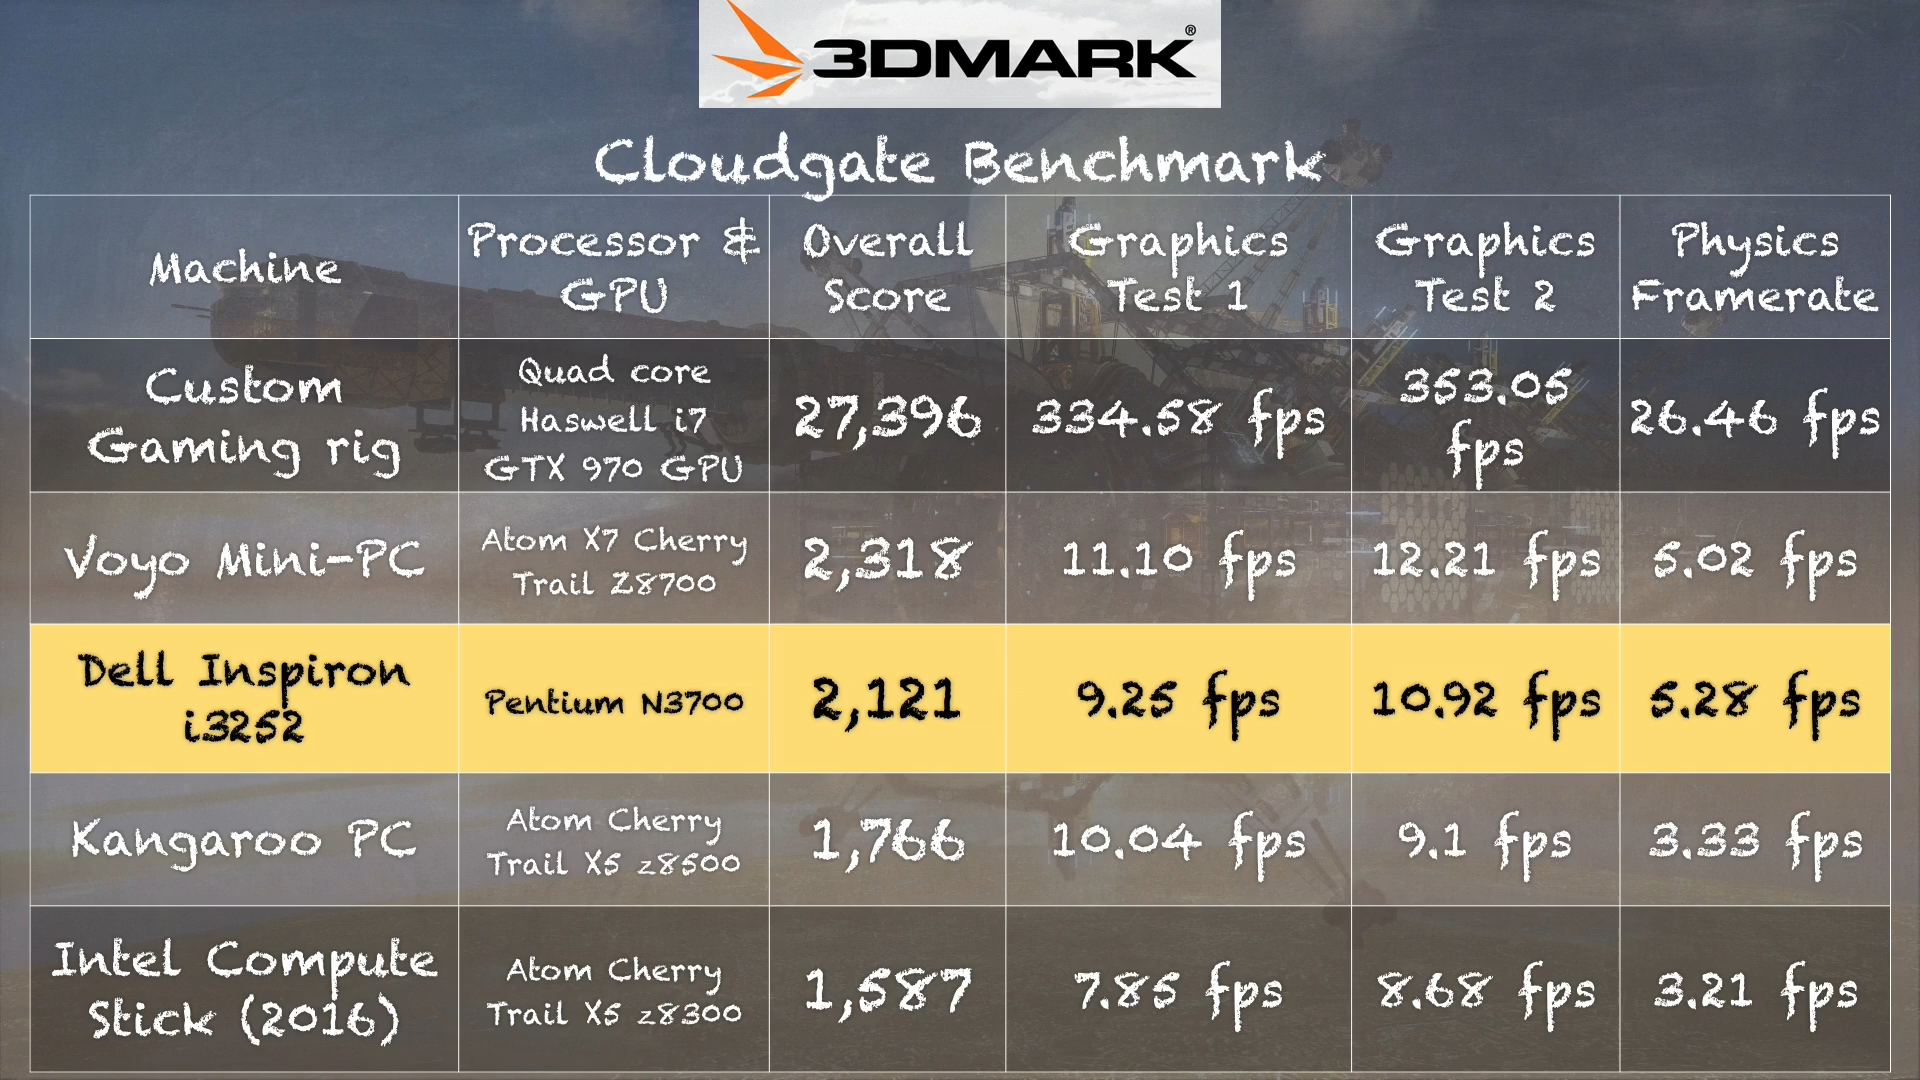 3DMARK®
Cloudgate Benchmark
Machine
Processor &
GPU
Overall
Score
Graphics
Test 1
Graphics
Test 2
Physics
Framerate
Custom
Gaming rig
Quad core
Haswell i7
GTX 970 GPU
27,396
334.58 fps
353.05
fps
26.46 fps
Voyo Mini-PC
Atom X7 Cherry
Trail Z8700
2,318
11.10 fps
12.21 fps
5.02 fps
Dell Inspiron
i3252
Pentium N3700
2,121
9.25 fps
10.92 fps
5.28 fps
Kangaroo PC
Atom Cherry
Trail X5 z8500
1,766
10.04 fps
9.1 fps
3.33 fps
Intel Compute
Stick (2016)
Atom Cherry
Trail X5 z8300
1,587
7.85 fps
8.68 fps
3.21 fps